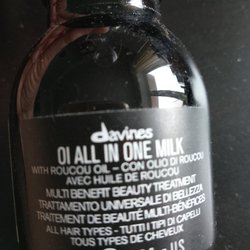 davines
OI ALL IN ONE MILK
WITH ROUCOU OIL – CON OLIO DI ROUCOU
AVEC HUILE DE ROUCOU
MULTI BENEFIT BEAUTY TREATMENT
TRATTAMENTO UNIVERSALE DI BELLEZZA
TRAITEMENT DE BEAUTÉ MULTI-BÉNÉFICES
ALL HAIR TYPES – TUTTI I TIPI DI CAPELLI
TOUS TYPES DE CHEVEUX